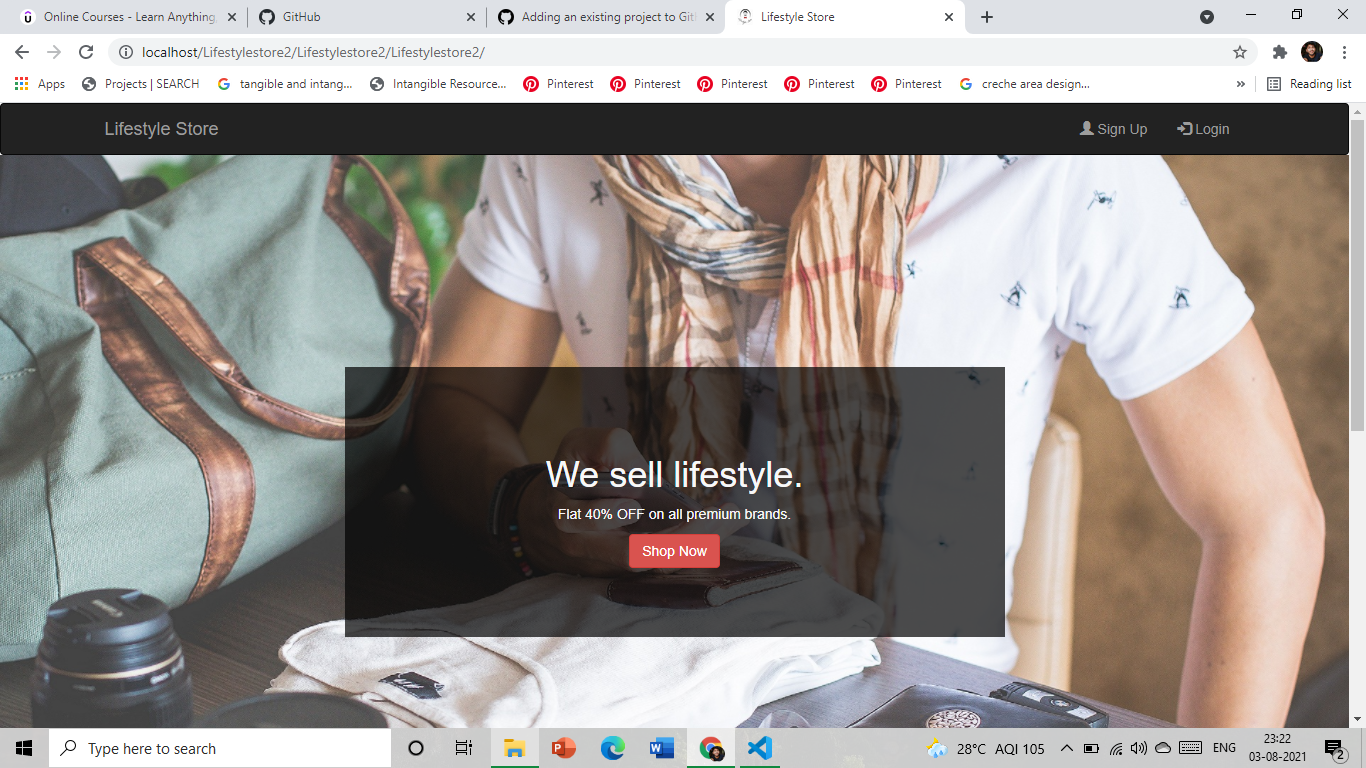 Online Courses - Learn Anything,
GitHub
Adding an existing project to Git
Lifestyle Store
localhost/Lifestylestore2/Lifestylestore2/Lifestylestore2/
Apps
Projects | SEARCH
tangible and intang...
Intangible Resource...
Pinterest
Pinterest
Pinterest
Pinterest
Pinterest
creche area design...
»
Reading list
Lifestyle Store
Sign Up
Login
We sell lifestyle.
Flat 40% OFF on all premium brands.
Shop Now
Type here to search
28°C AQI 105
ENG
23:22
03-08-2021
2